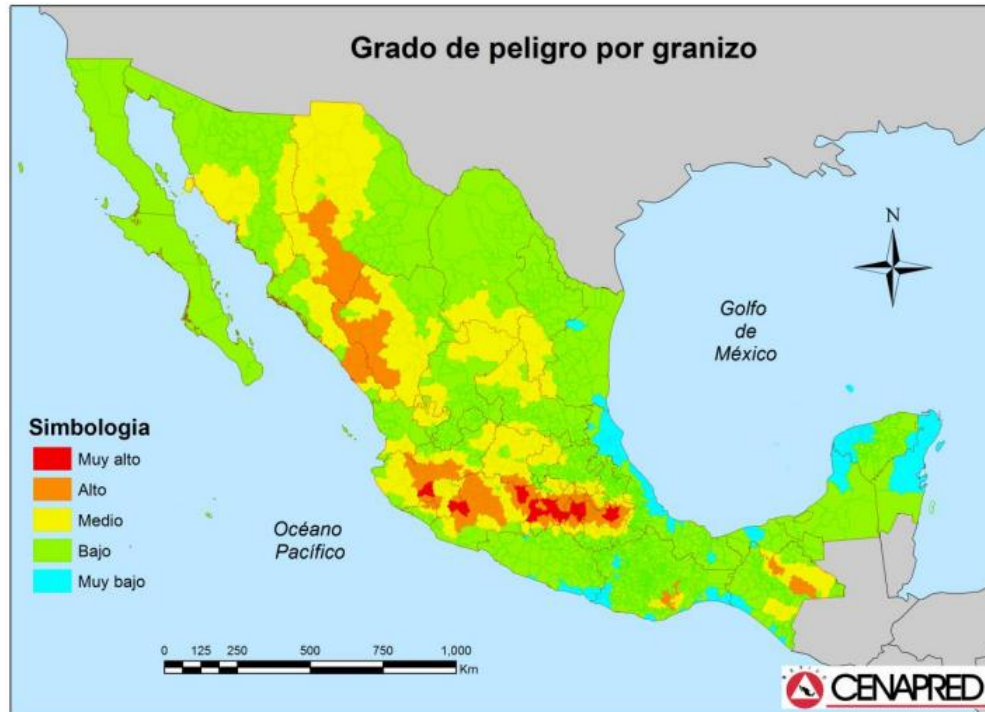 Grado de peligro por granizo
N
Golfo
de
México
Simbologia
Muy alto
Alto
Medio
Bajo
Muy bajo
Océano
Pacífico
0 125 250 500 750 1,000
Km
CENAPRED